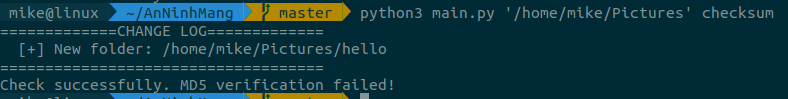 mike@linux ~/AnNinhMang master python3 main.py '/home/mike/Pictures' checksum
=============CHANGE LOG=============
  [+] New folder: /home/mike/Pictures/hello
====================================
Check successfully. MD5 verification failed!